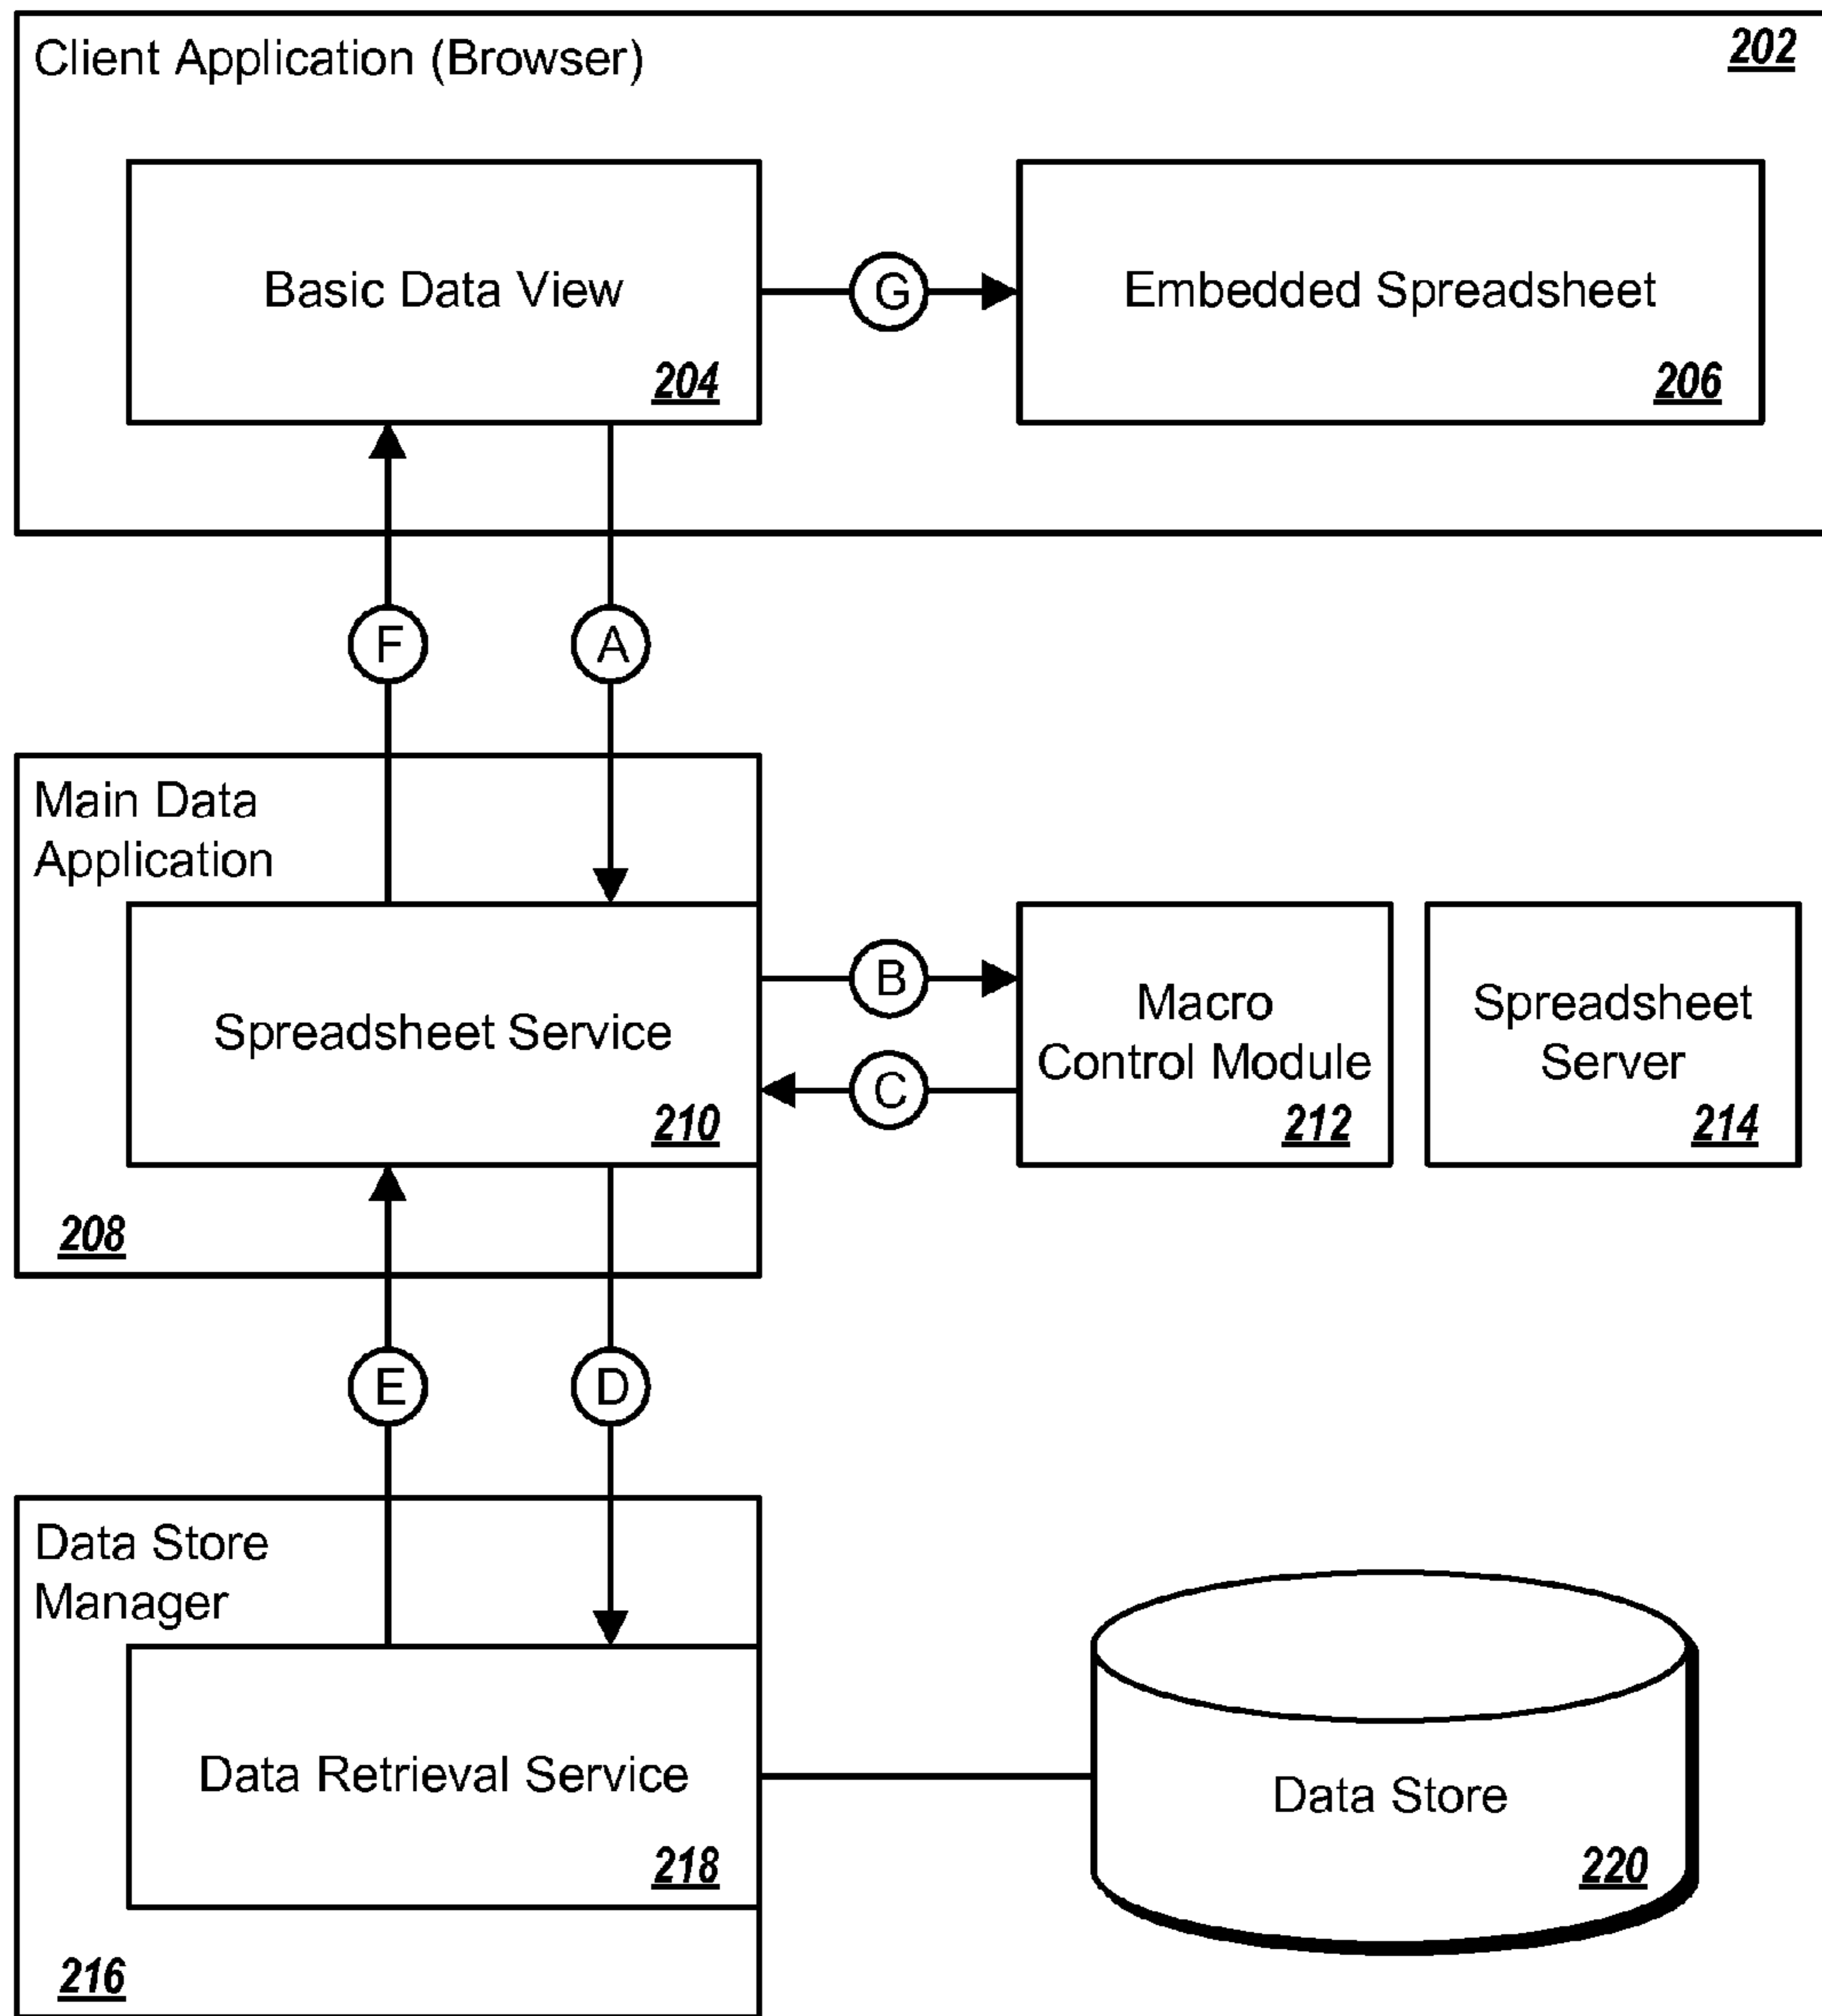 Client Application (Browser)
202
Basic Data View
204
G
Embedded Spreadsheet
206
F
A
Main Data
Application
Spreadsheet Service
210
208
B
C
Macro
Control Module
212
Spreadsheet
Server
214
E
D
Data Store
Manager
Data Retrieval Service
218
216
Data Store
220